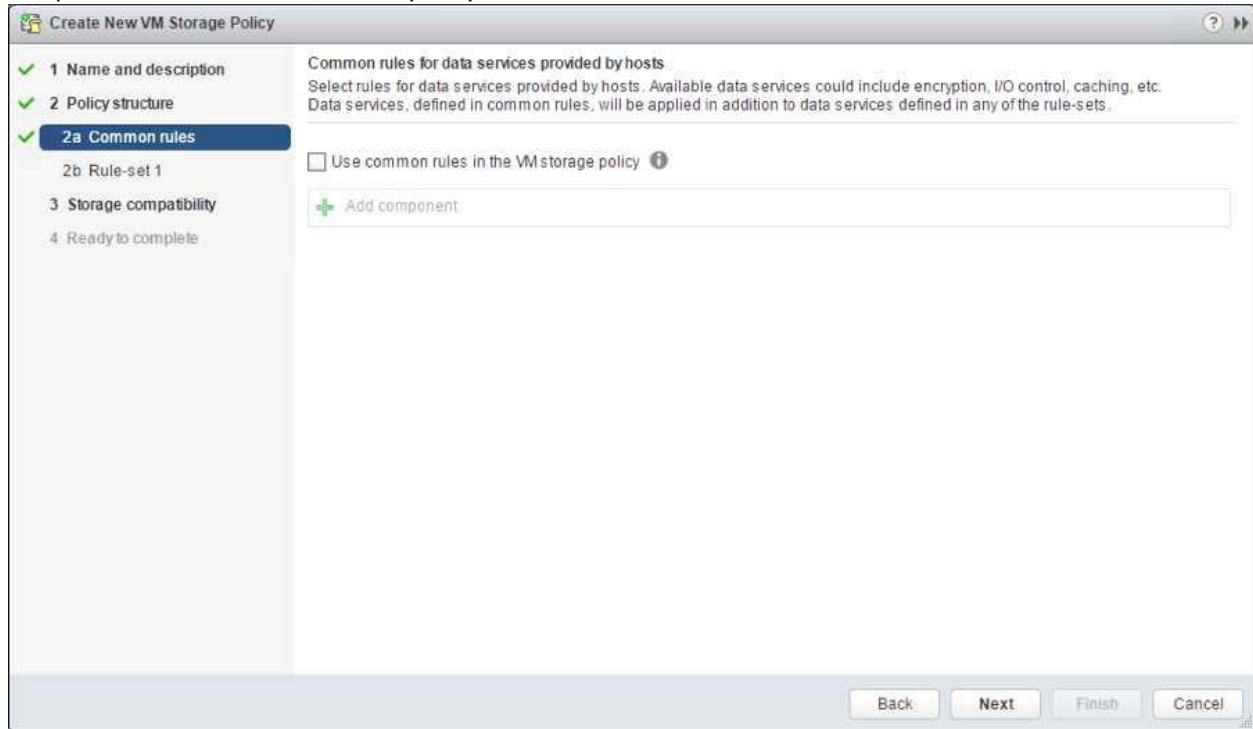 Create New VM Storage Policy
1 Name and description
2 Policy structure
2a Common rules
2b Rule-set 1
3 Storage compatibility
4 Ready to complete
Common rules for data services provided by hosts
Select rules for data services provided by hosts. Available data services could include encryption, I/O control, caching, etc.
Data services, defined in common rules, will be applied in addition to data services defined in any of the rule-sets.
Use common rules in the VM storage policy
Add component
Back Next Finish Cancel